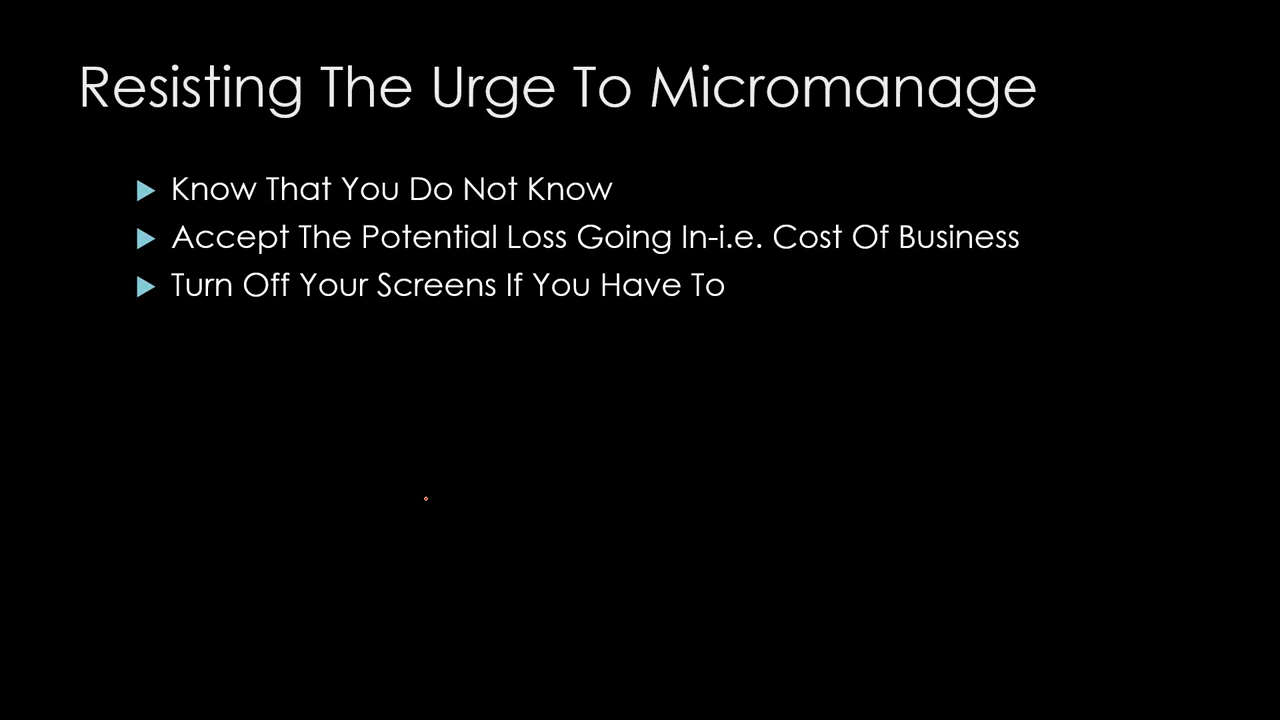 Resisting The Urge To Micromanage
Know That You Do Not Know
Accept The Potential Loss Going In-i.e. Cost Of Business
Turn Off Your Screens If You Have To